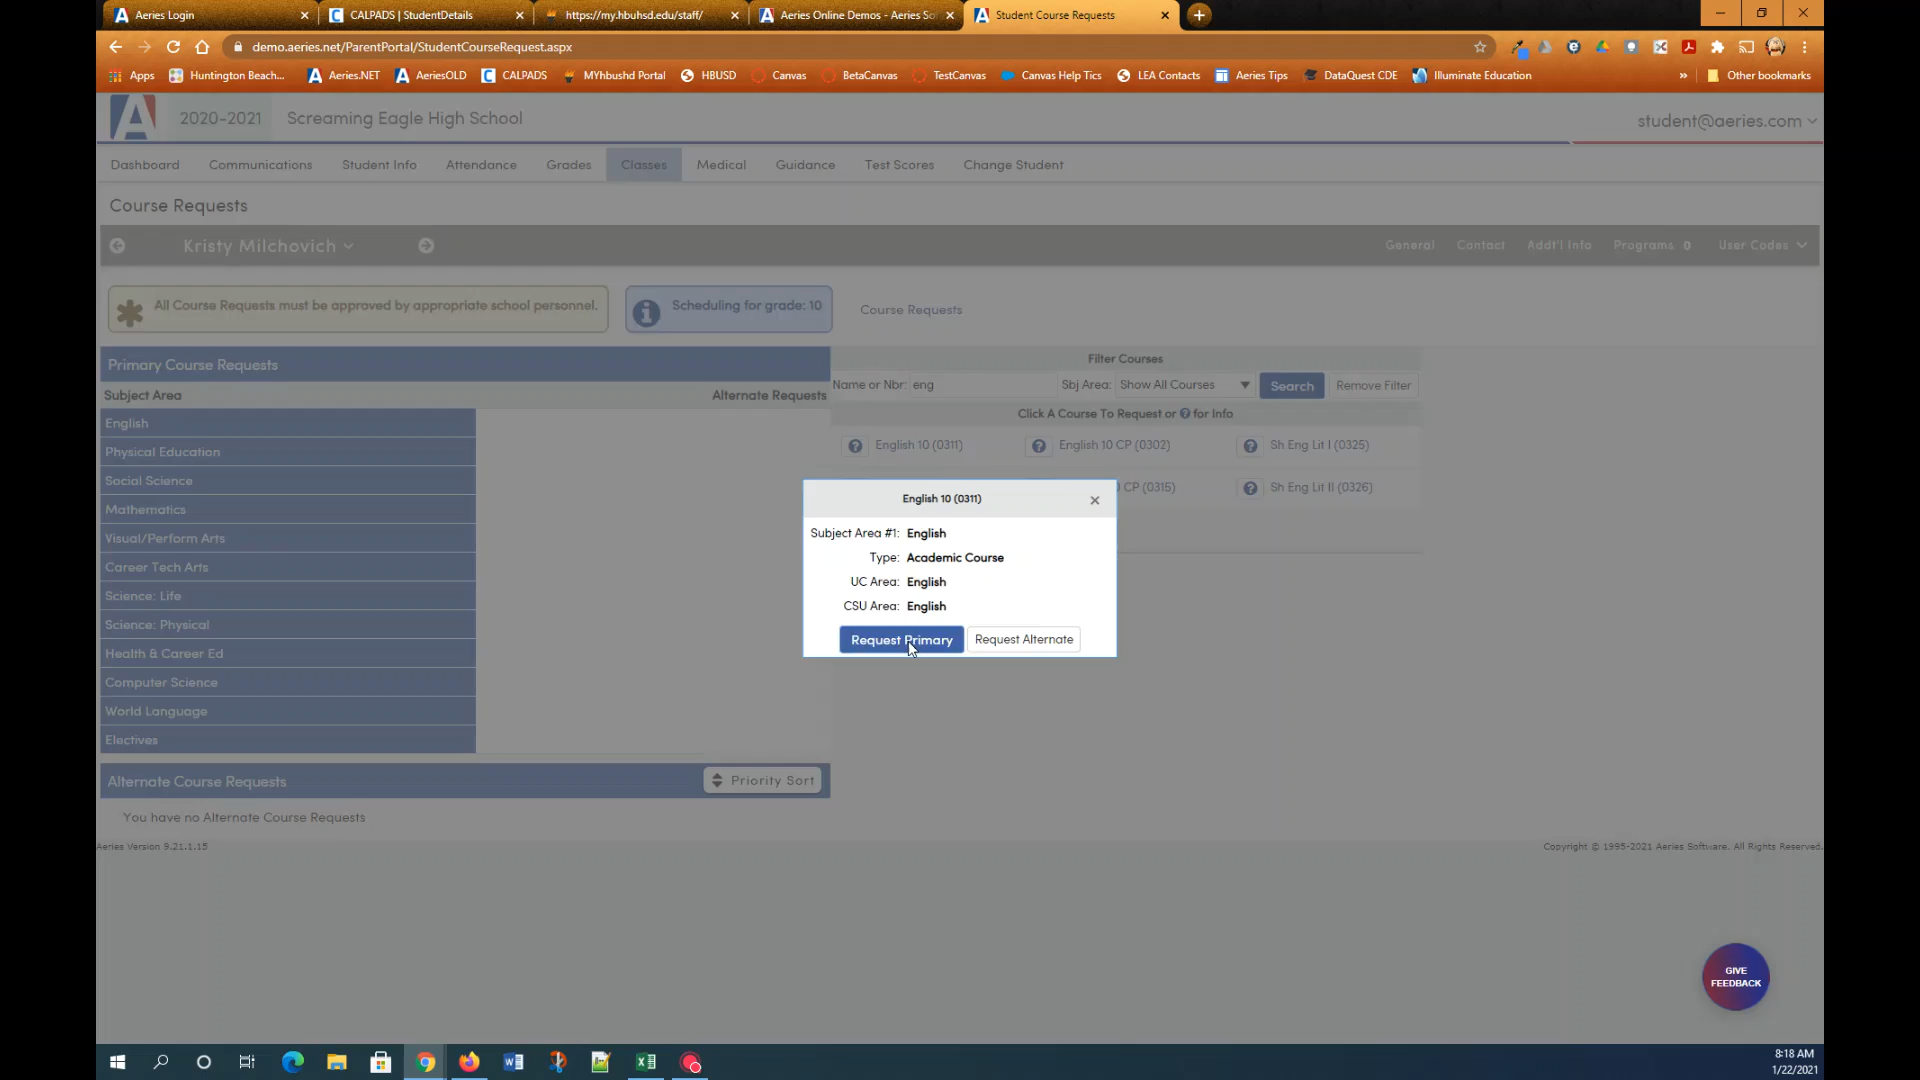 Aeries Login
CALPADS | StudentDetails
https://my.hbuhsd.edu/staff/
Aeries Online Demos - Aeries So
Student Course Requests
demo.aeries.net/ParentPortal/StudentCourseRequest.aspx
Apps
Huntington Beach...
Aeries.NET
AeriesOLD
CALPADS
MYhbushd Portal
HBUSD
Canvas
BetaCanvas
TestCanvas
Canvas Help Tics
LEA Contacts
Aeries Tips
DataQuest CDE
Illuminate Education
»
Other bookmarks
2020-2021
Screaming Eagle High School
student@aeries.com
Dashboard
Communications
Student Info
Attendance
Grades
Classes
Medical
Guidance
Test Scores
Change Student
Course Requests
Kristy Milchovich
General
Contact
Addt'l Info
Programs 0
User Codes
All Course Requests must be approved by appropriate school personnel.
Scheduling for grade: 10
Course Requests
Primary Course Requests
Subject Area
Alternate Requests
English
Physical Education
Social Science
Mathematics
Visual/Perform Arts
Career Tech Arts
Science: Life
Science: Physical
Health & Career Ed
Computer Science
World Language
Electives
Alternate Course Requests
Priority Sort
You have no Alternate Course Requests
Filter Courses
Name or Nbr: eng
Sbj Area: Show All Courses
Search
Remove Filter
Click A Course To Request or ? for Info
English 10 (0311)
English 10 CP (0302)
Sh Eng Lit I (0325)
CP (0315)
Sh Eng Lit II (0326)
English 10 (0311)
Subject Area #1: English
Type: Academic Course
UC Area: English
CSU Area: English
Request Primary
Request Alternate
Aeries Version 9.21.1.15
Copyright © 1995-2021 Aeries Software. All Rights Reserved.
GIVE
FEEDBACK
8:18 AM
1/22/2021